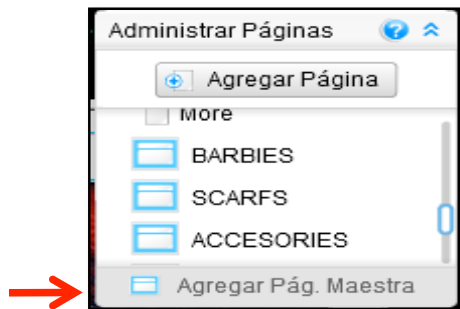 Administrar Páginas ?
Agregar Página
More
BARBIES
SCARFS
ACCESORIES
Agregar Pág. Maestra